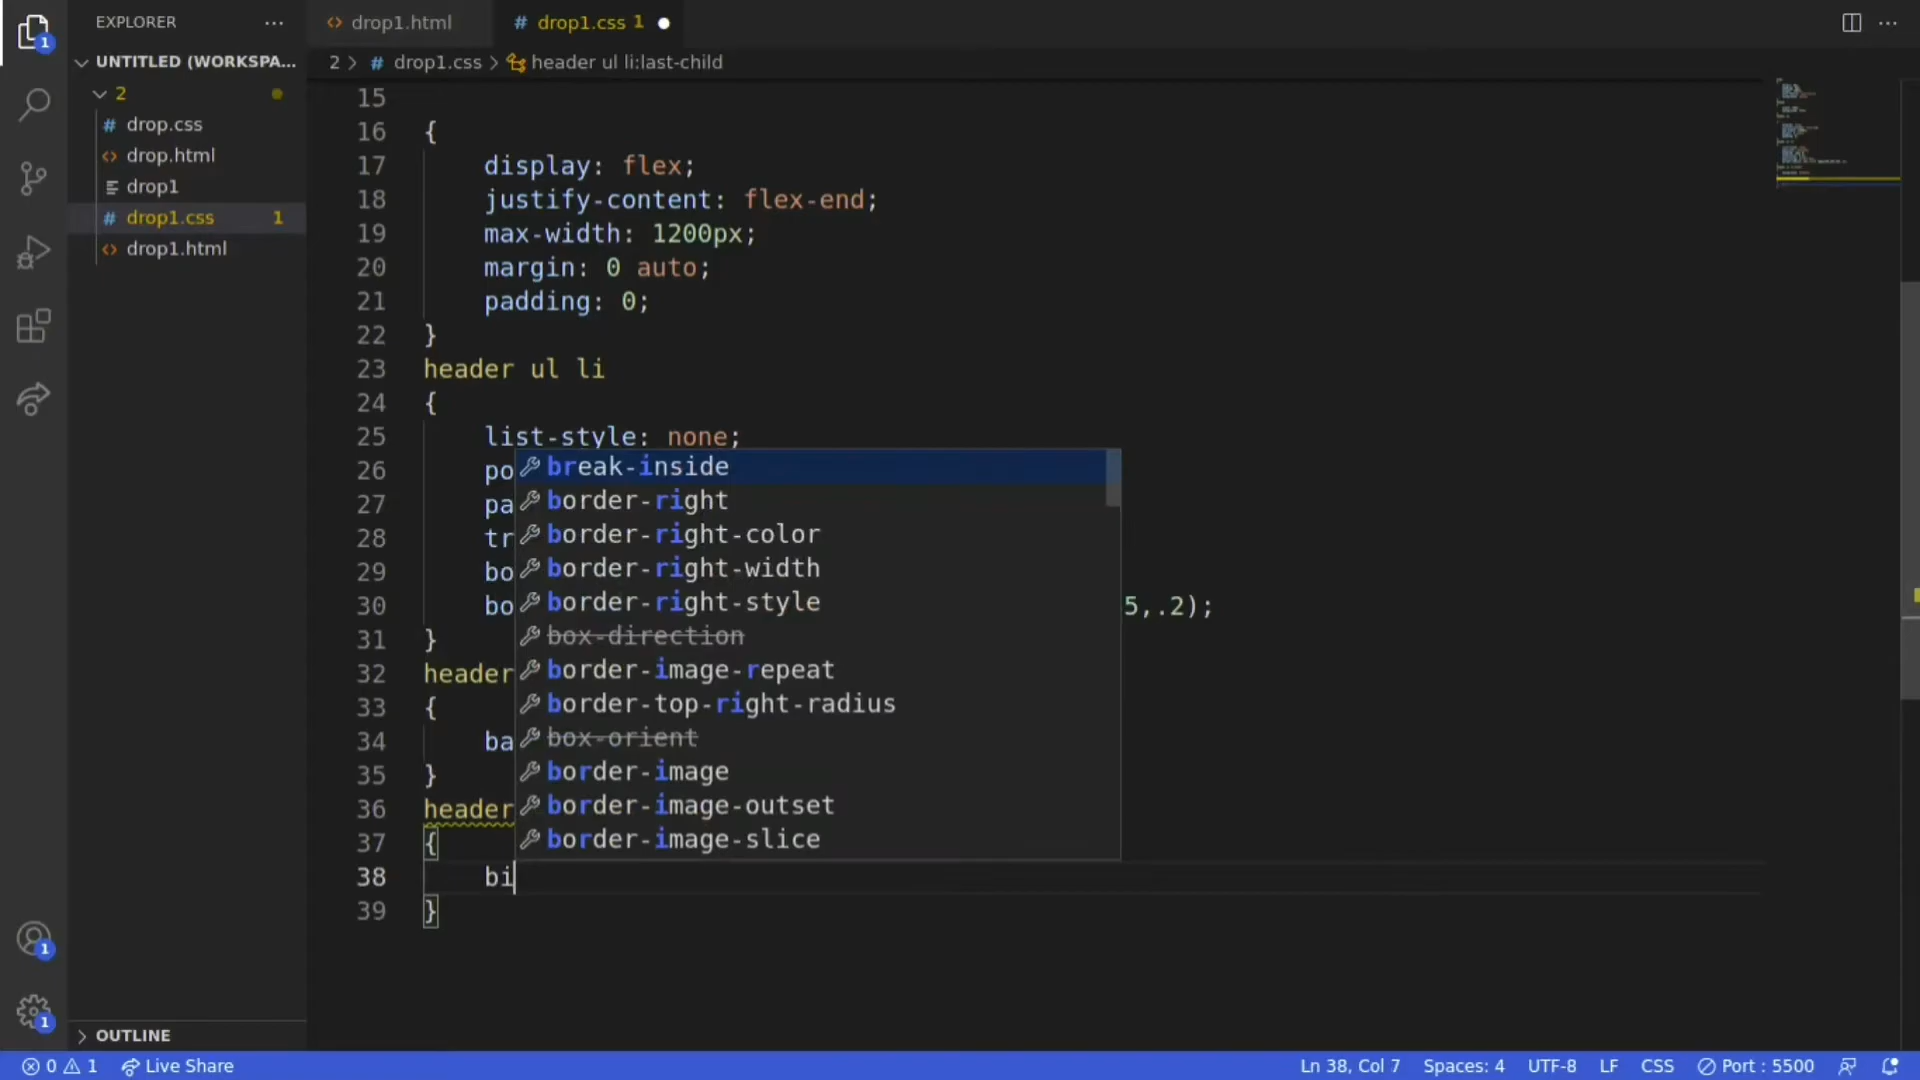 EXPLORER ···
drop1.html
# drop1.css 1
1
UNTITLED (WORKSPA...
2 > # drop1.css > header ul li:last-child
2
# drop.css
drop.html
drop1
# drop1.css 1
drop1.html
15
16 {
17 display: flex;
18 justify-content: flex-end;
19 max-width: 1200px;
20 margin: 0 auto;
21 padding: 0;
22 }
23 header ul li
24 {
25 list-style: none;
26 po
27 pa
28 tr
29 bo
30 bo 5,.2);
31 }
32 header
33 {
34 ba
35 }
36 header
37 {
38 bi
39 }
break-inside
border-right
border-right-color
border-right-width
border-right-style
box-direction
border-image-repeat
border-top-right-radius
box-orient
border-image
border-image-outset
border-image-slice
1
1
OUTLINE
0 1 Live Share
Ln 38, Col 7 Spaces: 4 UTF-8 LF CSS Port : 5500